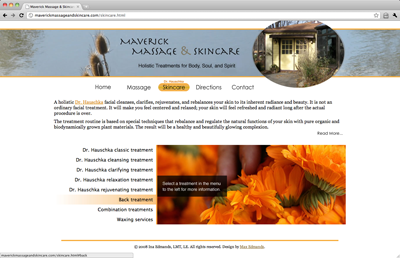 Maverick Massage & Skincare
maverickmassageandskincare.com/skincare.html
MAVERICK
MASSAGE & SKINCARE
Holistic Treatments for Body, Soul, and Spirit
Dr. Hauschka
Home Massage Skincare Directions Contact
A holistic Dr. Hauschka facial cleanses, clarifies, rejuvenates, and rebalances your skin to its inherent radiance and beauty. It is not an
ordinary facial treatment. It will make you feel centered and relaxed; your skin will feel refreshed and radiant long after the actual
procedure is over.
The treatment routine is based on special techniques that rebalance and regulate the natural functions of your skin with pure organic and
biodynamically grown plant materials. The result will be a healthy and beautifully glowing complexion.
Read More...
Dr. Hauschka classic treatment
Dr. Hauschka cleansing treatment
Dr. Hauschka clarifying treatment
Dr. Hauschka relaxation treatment
Dr. Hauschka rejuvenating treatment
Back treatment
Combination treatments
Waxing services
Select a treatment in the menu
to the left for more information.
© 2008 Ina Edmonds, LMT, LE. All rights reserved. Design by Max Edmonds.
maverickmassageandskincare.com/skincare.html#back